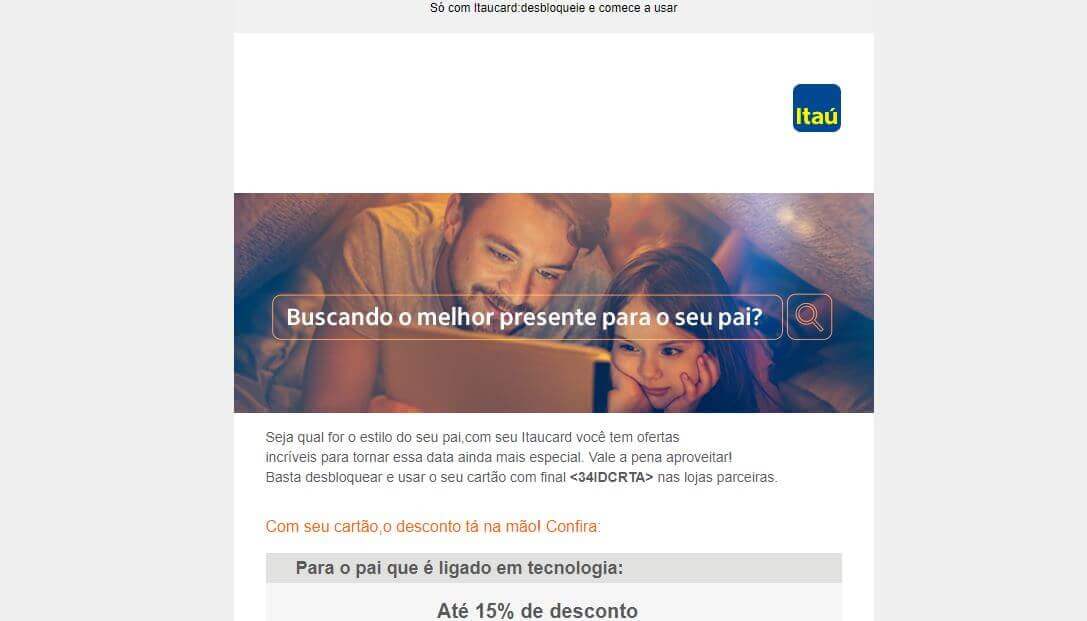 Só com Itaucard:desbloqueie e comece a usar
Itaú
Buscando o melhor presente para o seu pai?
Seja qual for o estilo do seu pai,com seu Itaucard você tem ofertas
incríveis para tornar essa data ainda mais especial. Vale a pena aproveitar!
Basta desbloquear e usar o seu cartão com final <34IDCRTA> nas lojas parceiras.
Com seu cartão,o desconto tá na mão! Confira:
Para o pai que é ligado em tecnologia:
Até 15% de desconto